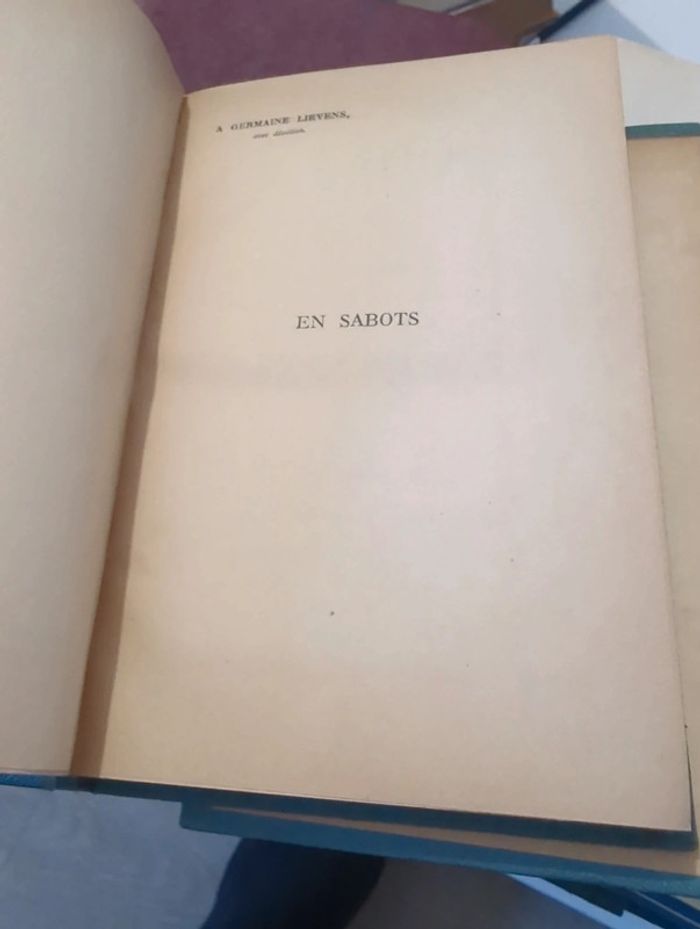 A GERMAINE LIEVENS,
avec dévotion.
EN SABOTS